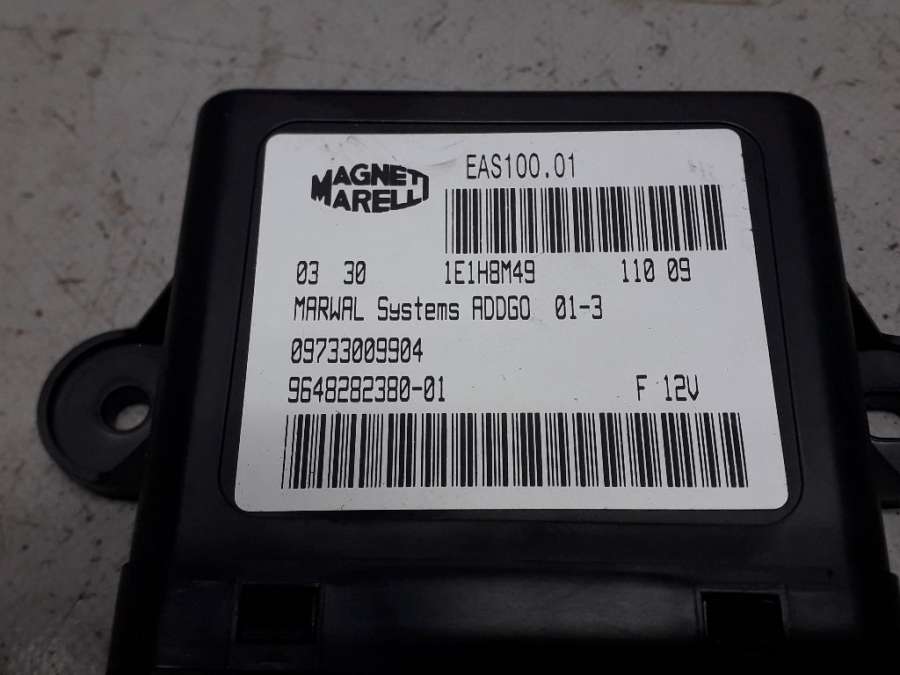 MAGNETI
MARELLI
EAS100.01
03 30 1E1H8M49 110 09
MARWAL Systems ADDGO 01-3
09733009904
9648282380-01 F 12V